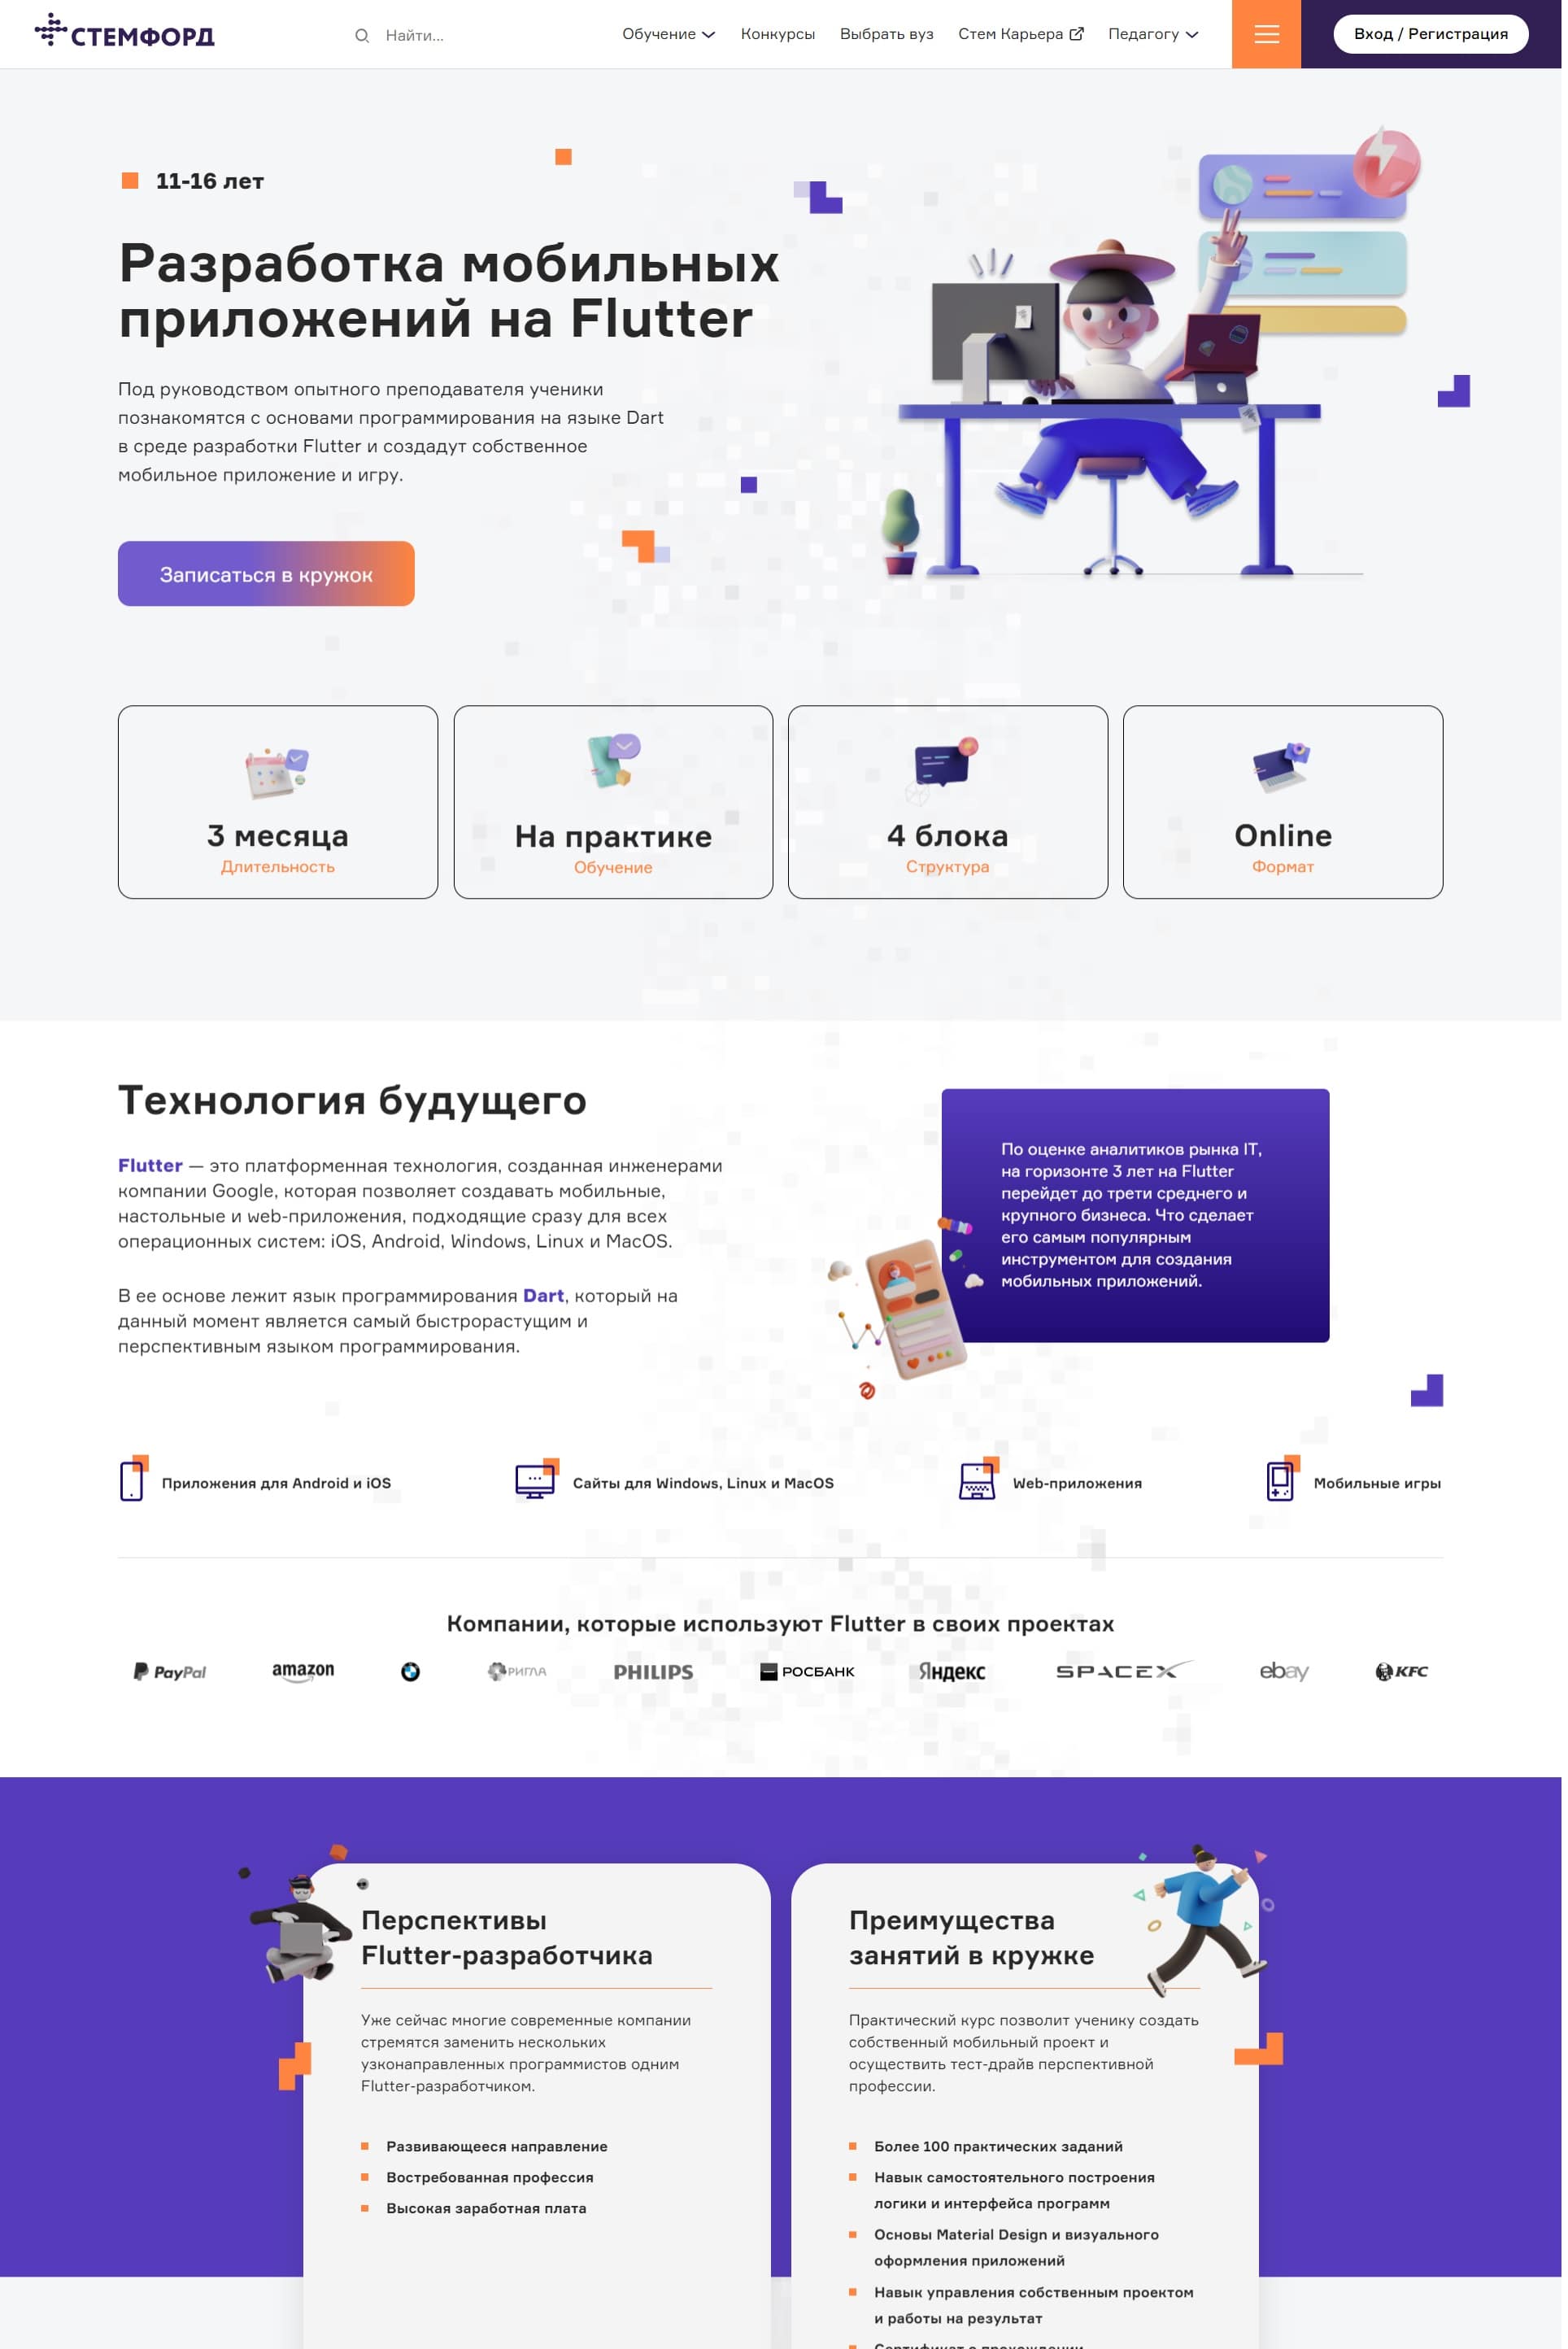 СТЕМФОРД
Найти...
Обучение
Конкурсы
Выбрать вуз
Стем Карьера
Педагогу
Вход / Регистрация
11-16 лет
Разработка мобильных
приложений на Flutter
Под руководством опытного преподавателя ученики
познакомятся с основами программирования на языке Dart
в среде разработки Flutter и создадут собственное
мобильное приложение и игру.
Записаться в кружок
3 месяца
Длительность
На практике
Обучение
4 блока
Структура
Online
Формат
Технология будущего
Flutter — это платформенная технология, созданная инженерами
компании Google, которая позволяет создавать мобильные,
настольные и web-приложения, подходящие сразу для всех
операционных систем: iOS, Android, Windows, Linux и MacOS.
В ее основе лежит язык программирования Dart, который на
данный момент является самый быстрорастущим и
перспективным языком программирования.
По оценке аналитиков рынка IT,
на горизонте 3 лет на Flutter
перейдет до трети среднего и
крупного бизнеса. Что сделает
его самым популярным
инструментом для создания
мобильных приложений.
Приложения для Android и iOS
Сайты для Windows, Linux и MacOS
Web-приложения
Мобильные игры
Компании, которые используют Flutter в своих проектах
PayPal
amazon
РИГЛА
PHILIPS
РОСБАНК
Яндекс
SPACEX
ebay
KFC
Перспективы
Flutter-разработчика
Уже сейчас многие современные компании
стремятся заменить нескольких
узконаправленных программистов одним
Flutter-разработчиком.
Развивающееся направление
Востребованная профессия
Высокая заработная плата
Преимущества
занятий в кружке
Практический курс позволит ученику создать
собственный мобильный проект и
осуществить тест-драйв перспективной
профессии.
Более 100 практических заданий
Навык самостоятельного построения
логики и интерфейса программ
Основы Material Design и визуального
оформления приложений
Навык управления собственным проектом
и работы на результат
Сертификат о прохождении